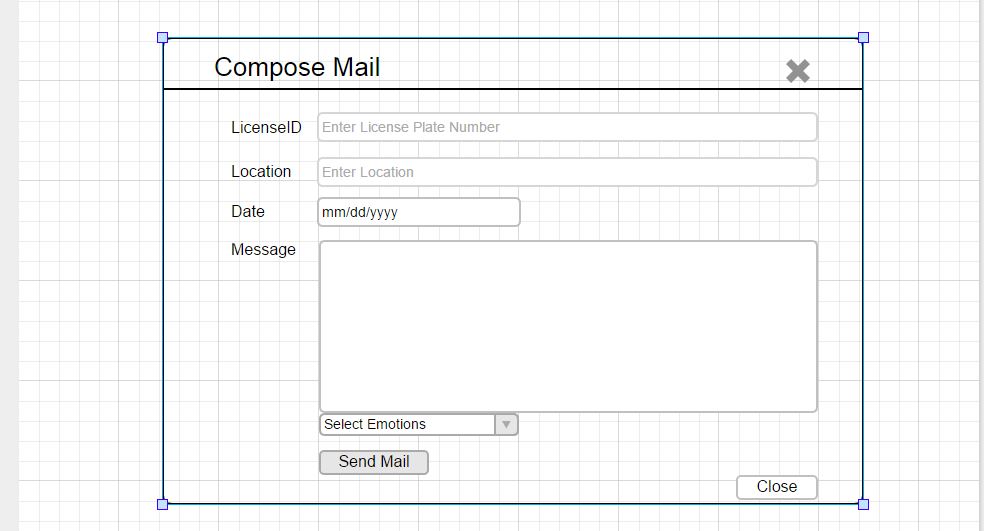 Compose Mail
LicenseID Enter License Plate Number
Location Enter Location
Date mm/dd/yyyy
Message
Select Emotions
Send Mail
Close